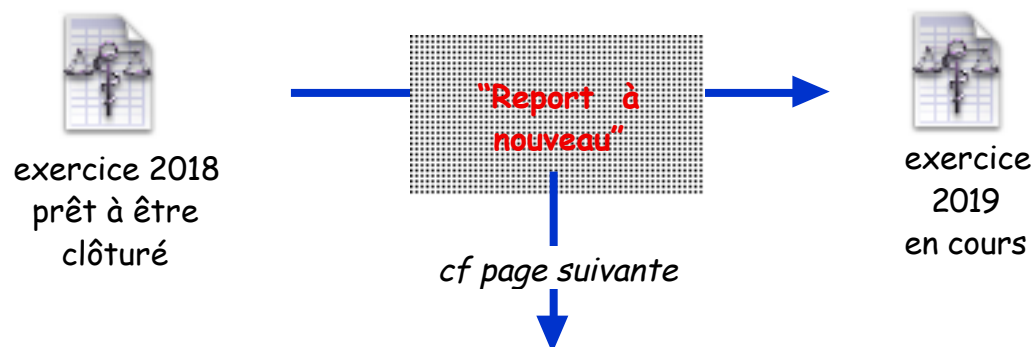 exercice 2018
prêt à être
clôturé
“Report à
nouveau”
cf page suivante
exercice
2019
en cours